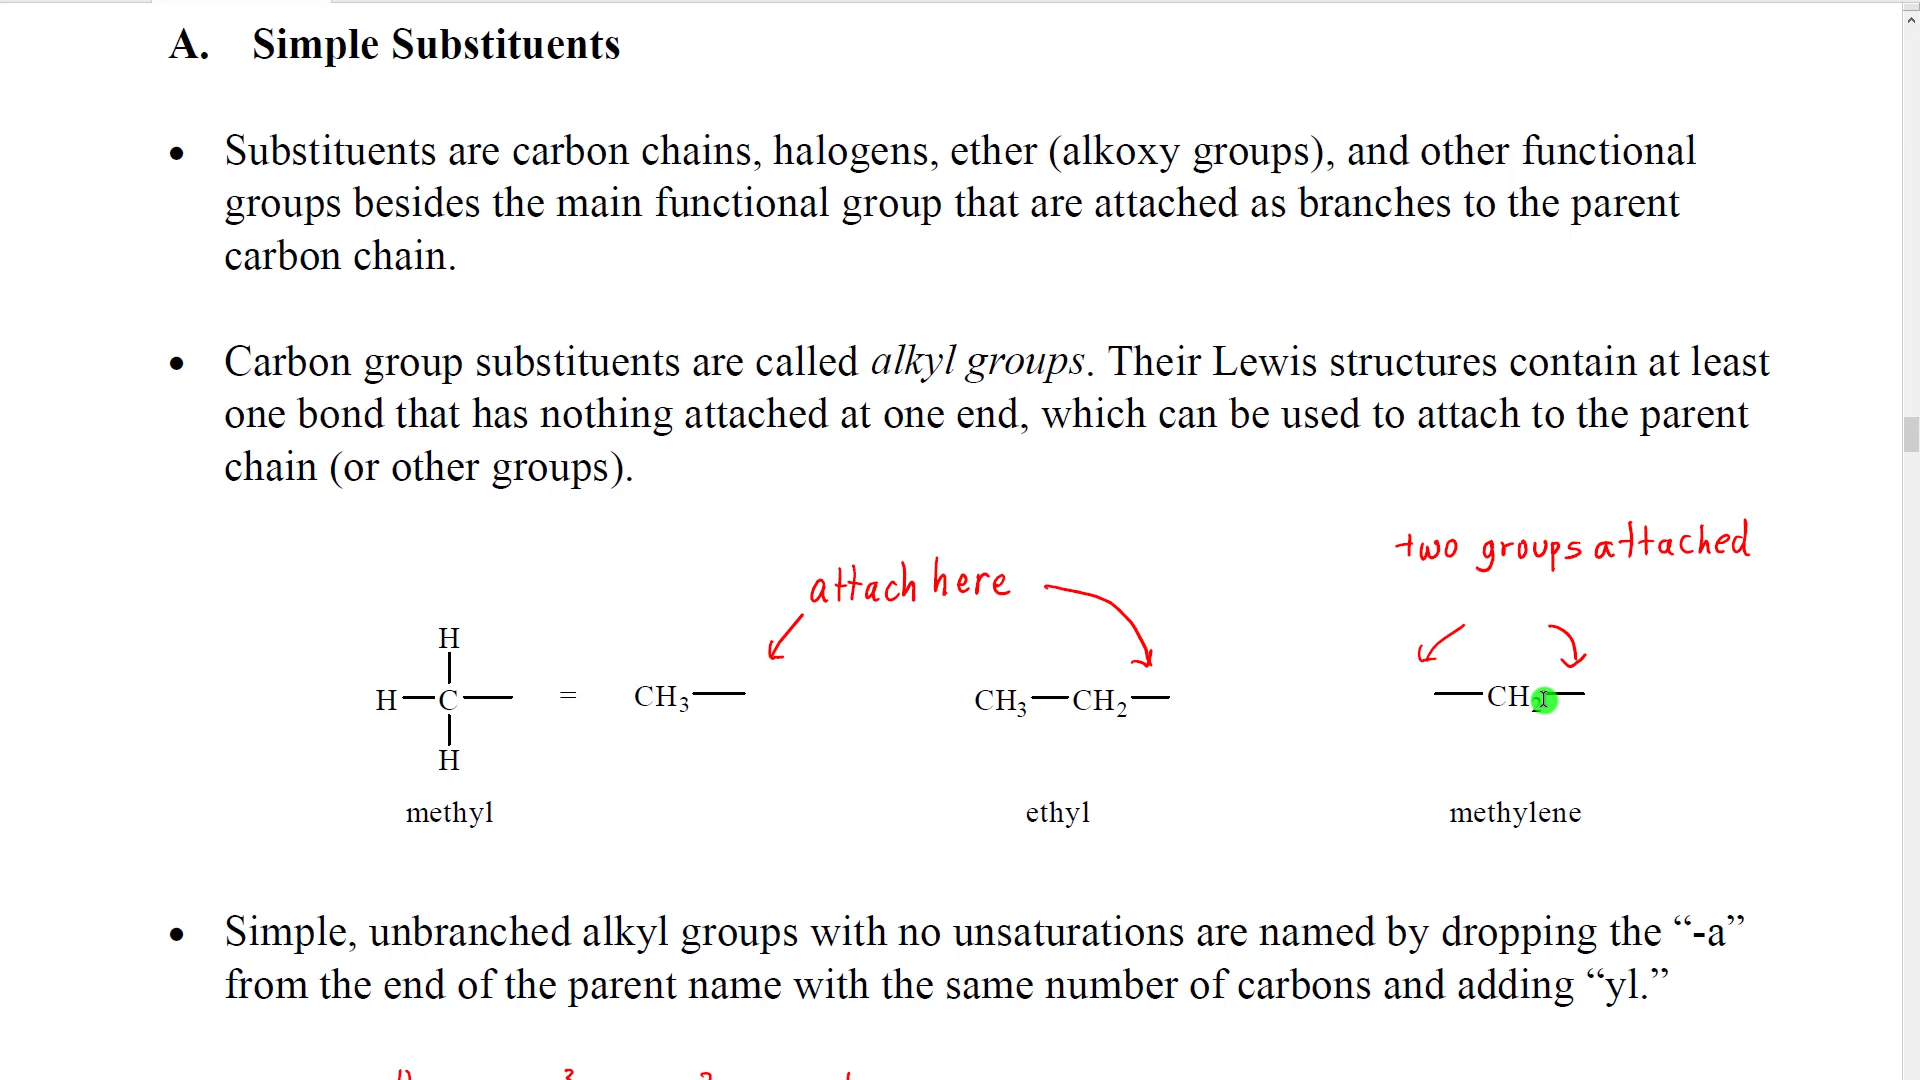 A. Simple Substituents
• Substituents are carbon chains, halogens, ether (alkoxy groups), and other functional
groups besides the main functional group that are attached as branches to the parent
carbon chain.
• Carbon group substituents are called alkyl groups. Their Lewis structures contain at least
one bond that has nothing attached at one end, which can be used to attach to the parent
chain (or other groups).
two groups attached
attach here
H
H—C— = CH₃— CH₃—CH₂— —CH₂—
H
methyl ethyl methylene
• Simple, unbranched alkyl groups with no unsaturations are named by dropping the “-a”
from the end of the parent name with the same number of carbons and adding “yl.”